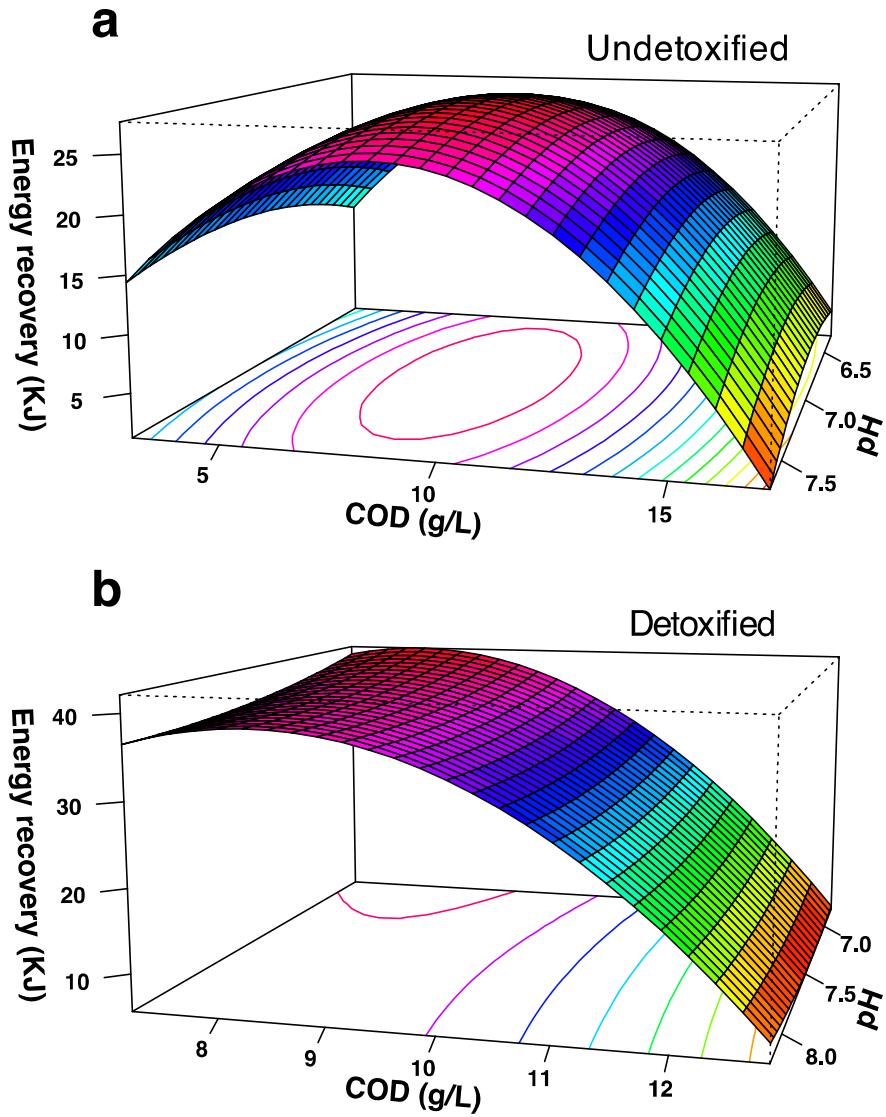 a
Undetoxified
Energy recovery (KJ)
25
20
15
10
5
5
10
15
COD (g/L)
6.5
7.0
7.5
pH
b
Detoxified
Energy recovery (KJ)
40
30
20
10
8
9
10
11
12
COD (g/L)
7.0
7.5
8.0
pH